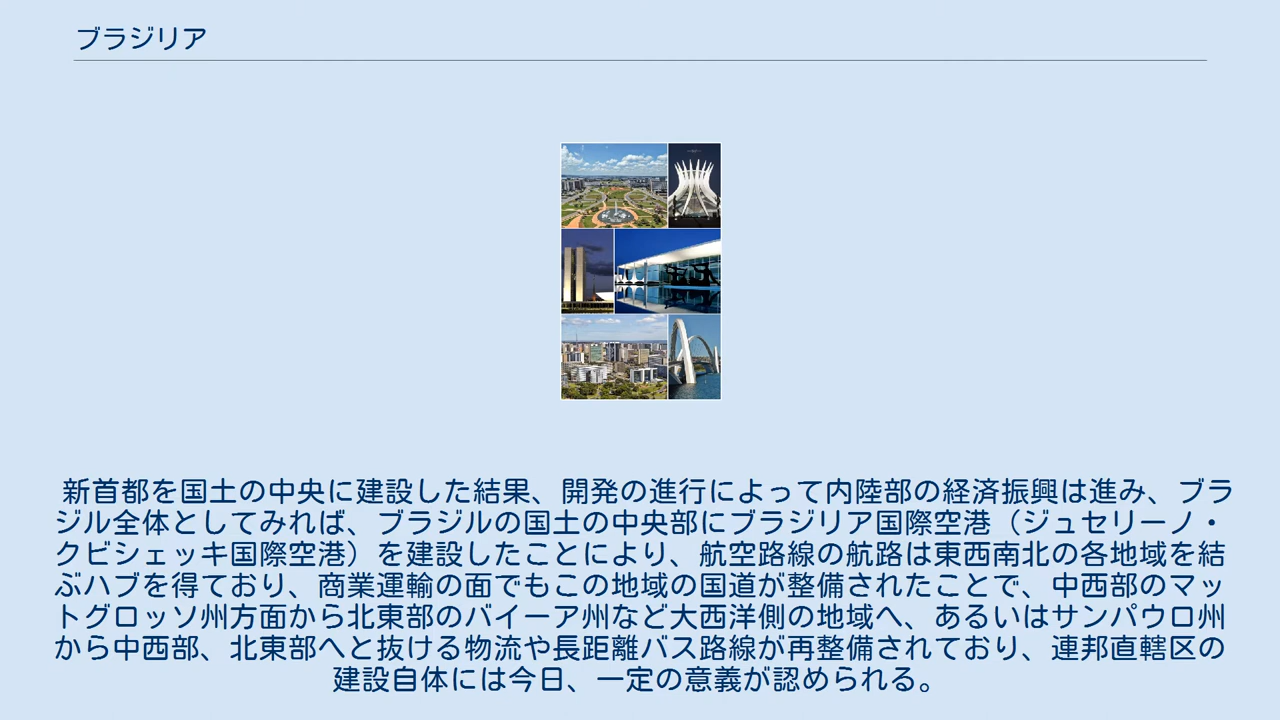 ブラジリア
新首都を国土の中央に建設した結果、開発の進行によって内陸部の経済振興は進み、ブラ
ジル全体としてみれば、ブラジルの国土の中央部にブラジリア国際空港（ジュセリーノ・
クビシェッキ国際空港）を建設したことにより、航空路線の航路は東西南北の各地域を結
ぶハブを得ており、商業運輸の面でもこの地域の国道が整備されたことで、中西部のマッ
トグロッソ州方面から北東部のバイーア州など大西洋側の地域へ、あるいはサンパウロ州
から中西部、北東部へと抜ける物流や長距離バス路線が再整備されており、連邦直轄区の
建設自体には今日、一定の意義が認められる。